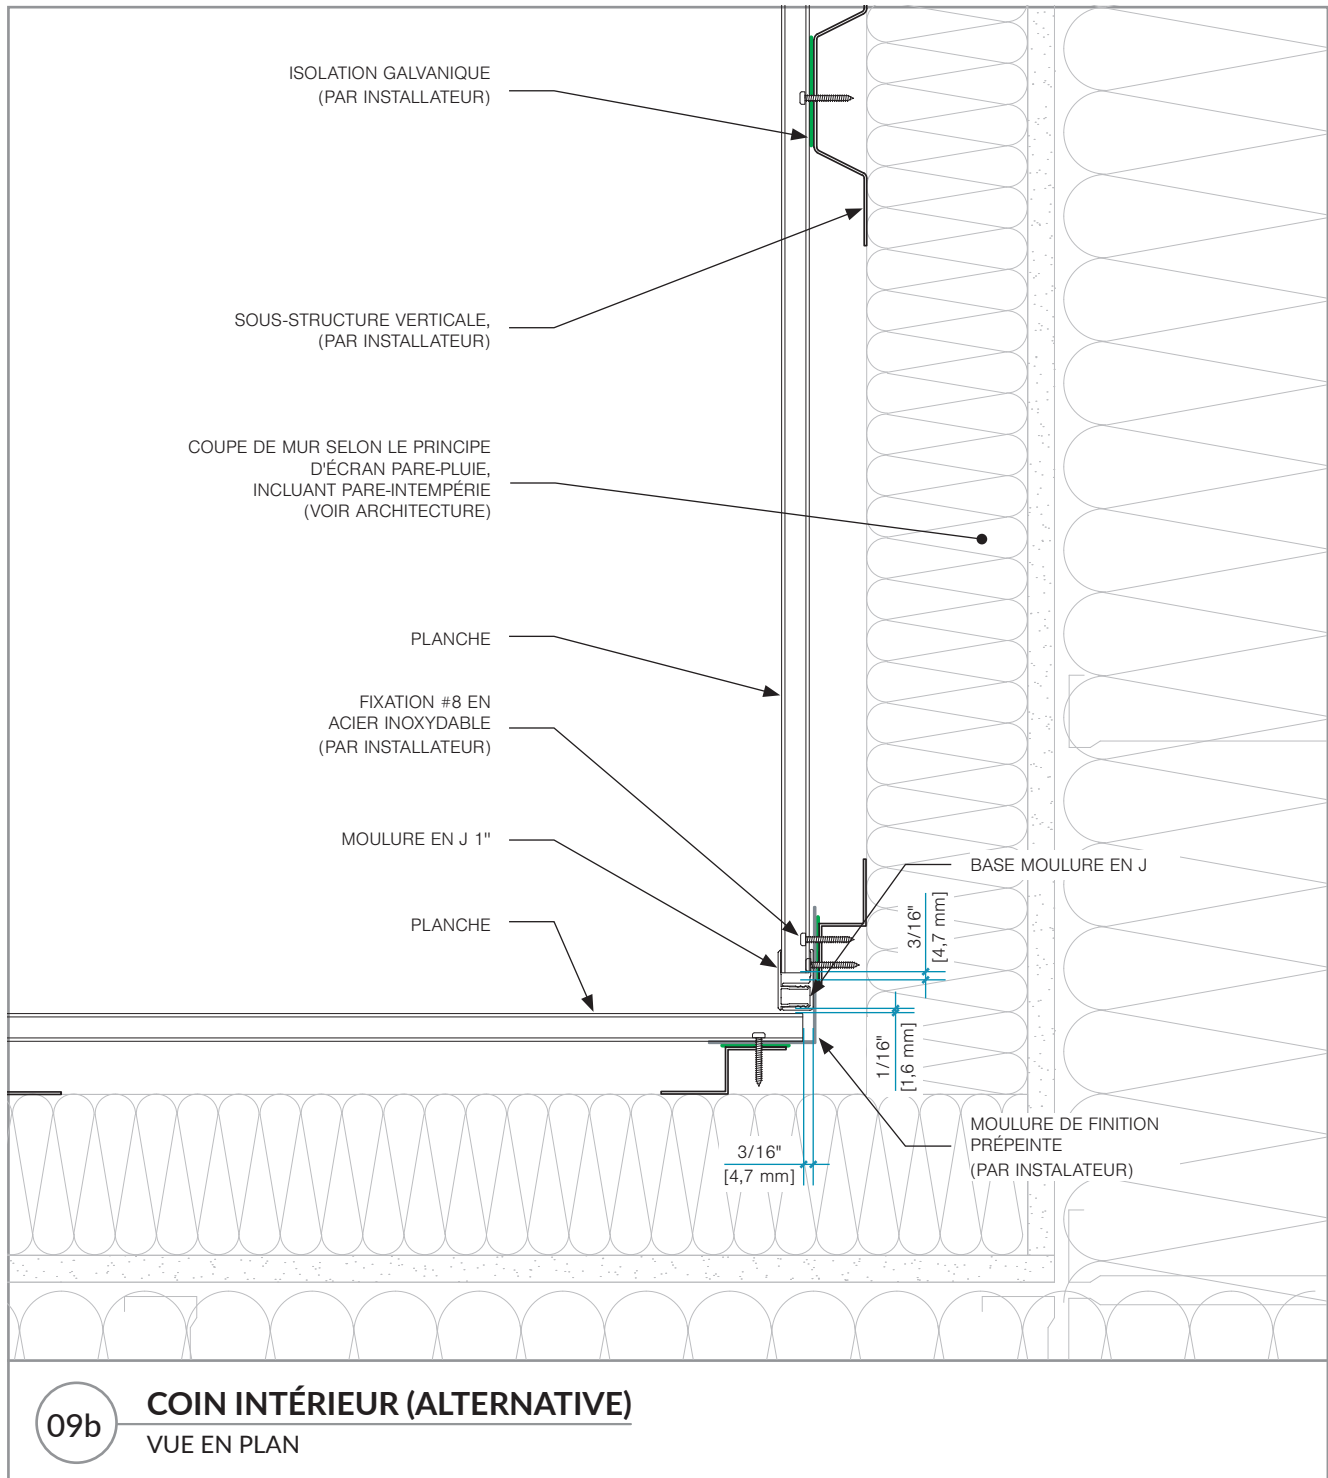 ISOLATION GALVANIQUE
(PAR INSTALLATEUR)
SOUS-STRUCTURE VERTICALE,
(PAR INSTALLATEUR)
COUPE DE MUR SELON LE PRINCIPE
D'ÉCRAN PARE-PLUIE,
INCLUANT PARE-INTEMPÉRIE
(VOIR ARCHITECTURE)
PLANCHE
FIXATION #8 EN
ACIER INOXYDABLE
(PAR INSTALLATEUR)
MOULURE EN J 1"
PLANCHE
BASE MOULURE EN J
3/16"
[4,7 mm]
1/16"
[1,6 mm]
MOULURE DE FINITION
PRÉPEINTE
(PAR INSTALATEUR)
3/16"
[4,7 mm]
09b
COIN INTÉRIEUR (ALTERNATIVE)
VUE EN PLAN